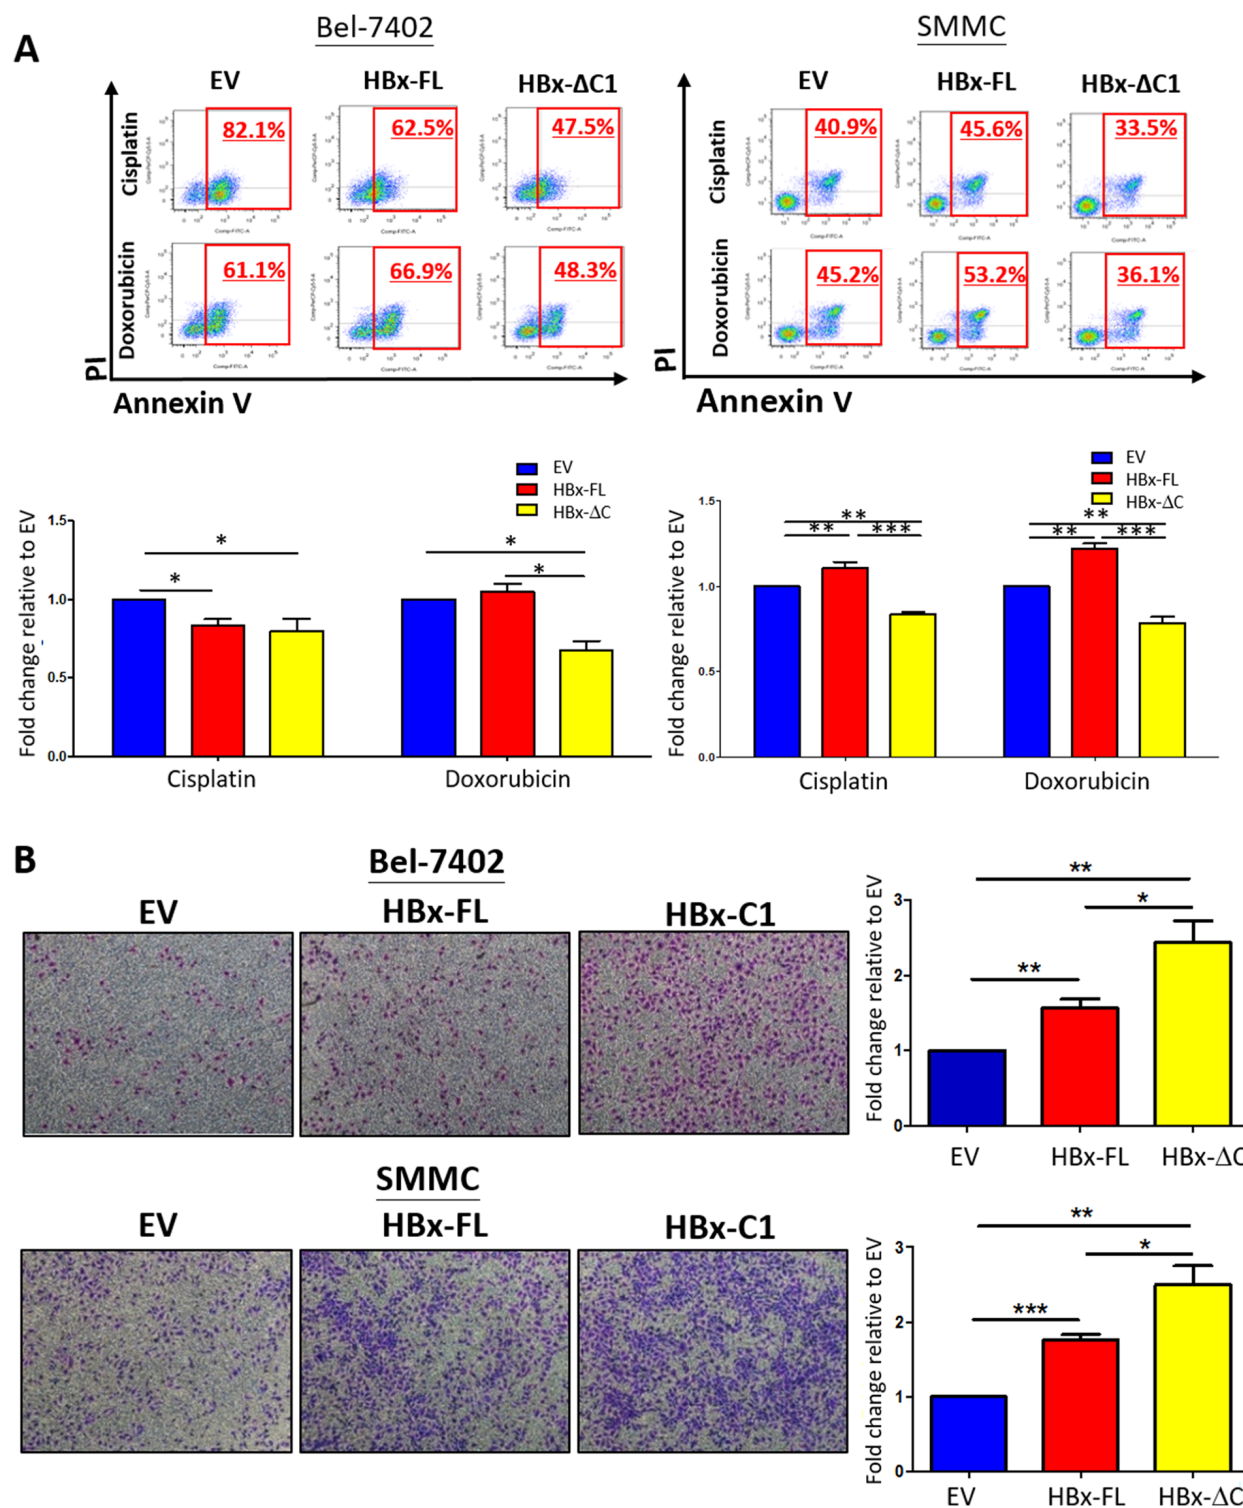 A
Bel-7402
SMMC
EV
HBx-FL
HBx-ΔC1
EV
HBx-FL
HBx-ΔC1
Cisplatin
82.1%
62.5%
47.5%
Cisplatin
40.9%
45.6%
33.5%
Doxorubicin
61.1%
66.9%
48.3%
Doxorubicin
45.2%
53.2%
36.1%
PI
Annexin V
PI
Annexin V
EV
HBx-FL
HBx-ΔC
Fold change relative to EV
1.5
1.0
0.5
0.0
*
*
*
*
Cisplatin
Doxorubicin
EV
HBx-FL
HBx-ΔC
Fold change relative to EV
1.5
1.0
0.5
0.0
**
**
***
**
**
***
Cisplatin
Doxorubicin
B
Bel-7402
EV
HBx-FL
HBx-C1
Fold change relative to EV
3
2
1
0
**
*
**
EV
HBx-FL
HBx-ΔC
SMMC
EV
HBx-FL
HBx-C1
Fold change relative to EV
3
2
1
0
**
*
***
EV
HBx-FL
HBx-ΔC